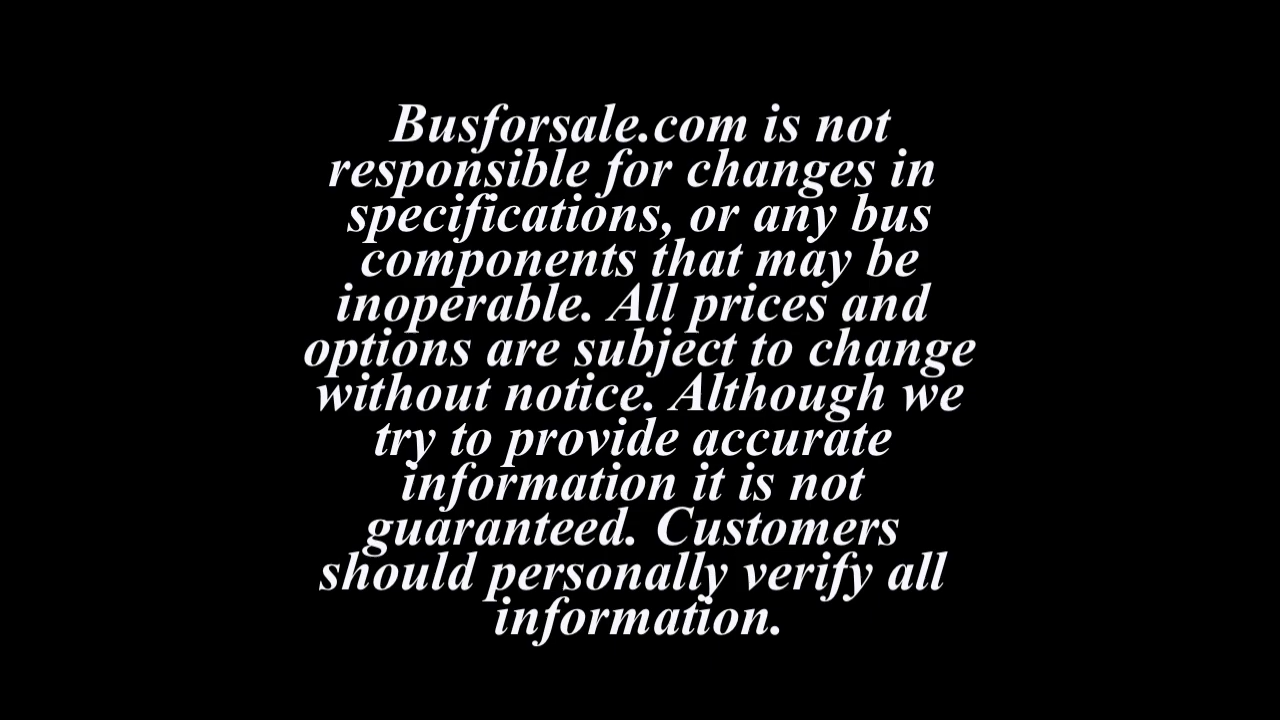 Busforsale.com is not
responsible for changes in
specifications, or any bus
components that may be
inoperable. All prices and
options are subject to change
without notice. Although we
try to provide accurate
information it is not
guaranteed. Customers
should personally verify all
information.